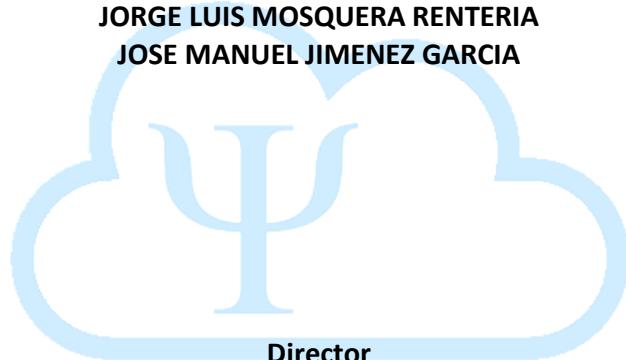 JORGE LUIS MOSQUERA RENTERIA
JOSE MANUEL JIMENEZ GARCIA
Ψ
Director